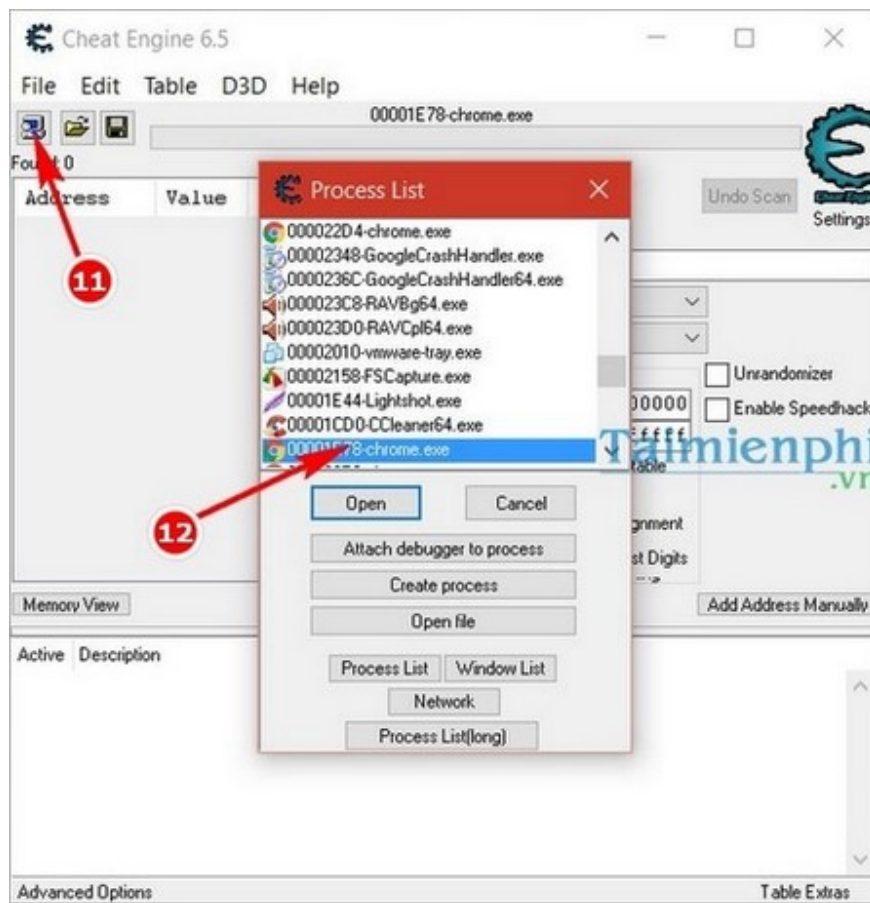 Cheat Engine 6.5
File Edit Table D3D Help
00001E78-chrome.exe
Found 0
Address Value
Undo Scan
Cheat Engine
Settings
11
Process List
000022D4-chrome.exe
00002348-GoogleCrashHandler.exe
0000236C-GoogleCrashHandler64.exe
000023C8-RAVBg64.exe
000023D0-RAVCpl64.exe
00002010-vmware-tray.exe
00002158-FSCapture.exe
00001E44-Lightshot.exe
00001CD0-CCleaner64.exe
00001E78-chrome.exe
12
Open Cancel
Attach debugger to process
Create process
Open file
Process List Window List
Network
Process List(long)
Unrandomizer
Enable Speedhack
Taimienphi
.vn
Memory View
Add Address Manually
Active Description
Advanced Options
Table Extras